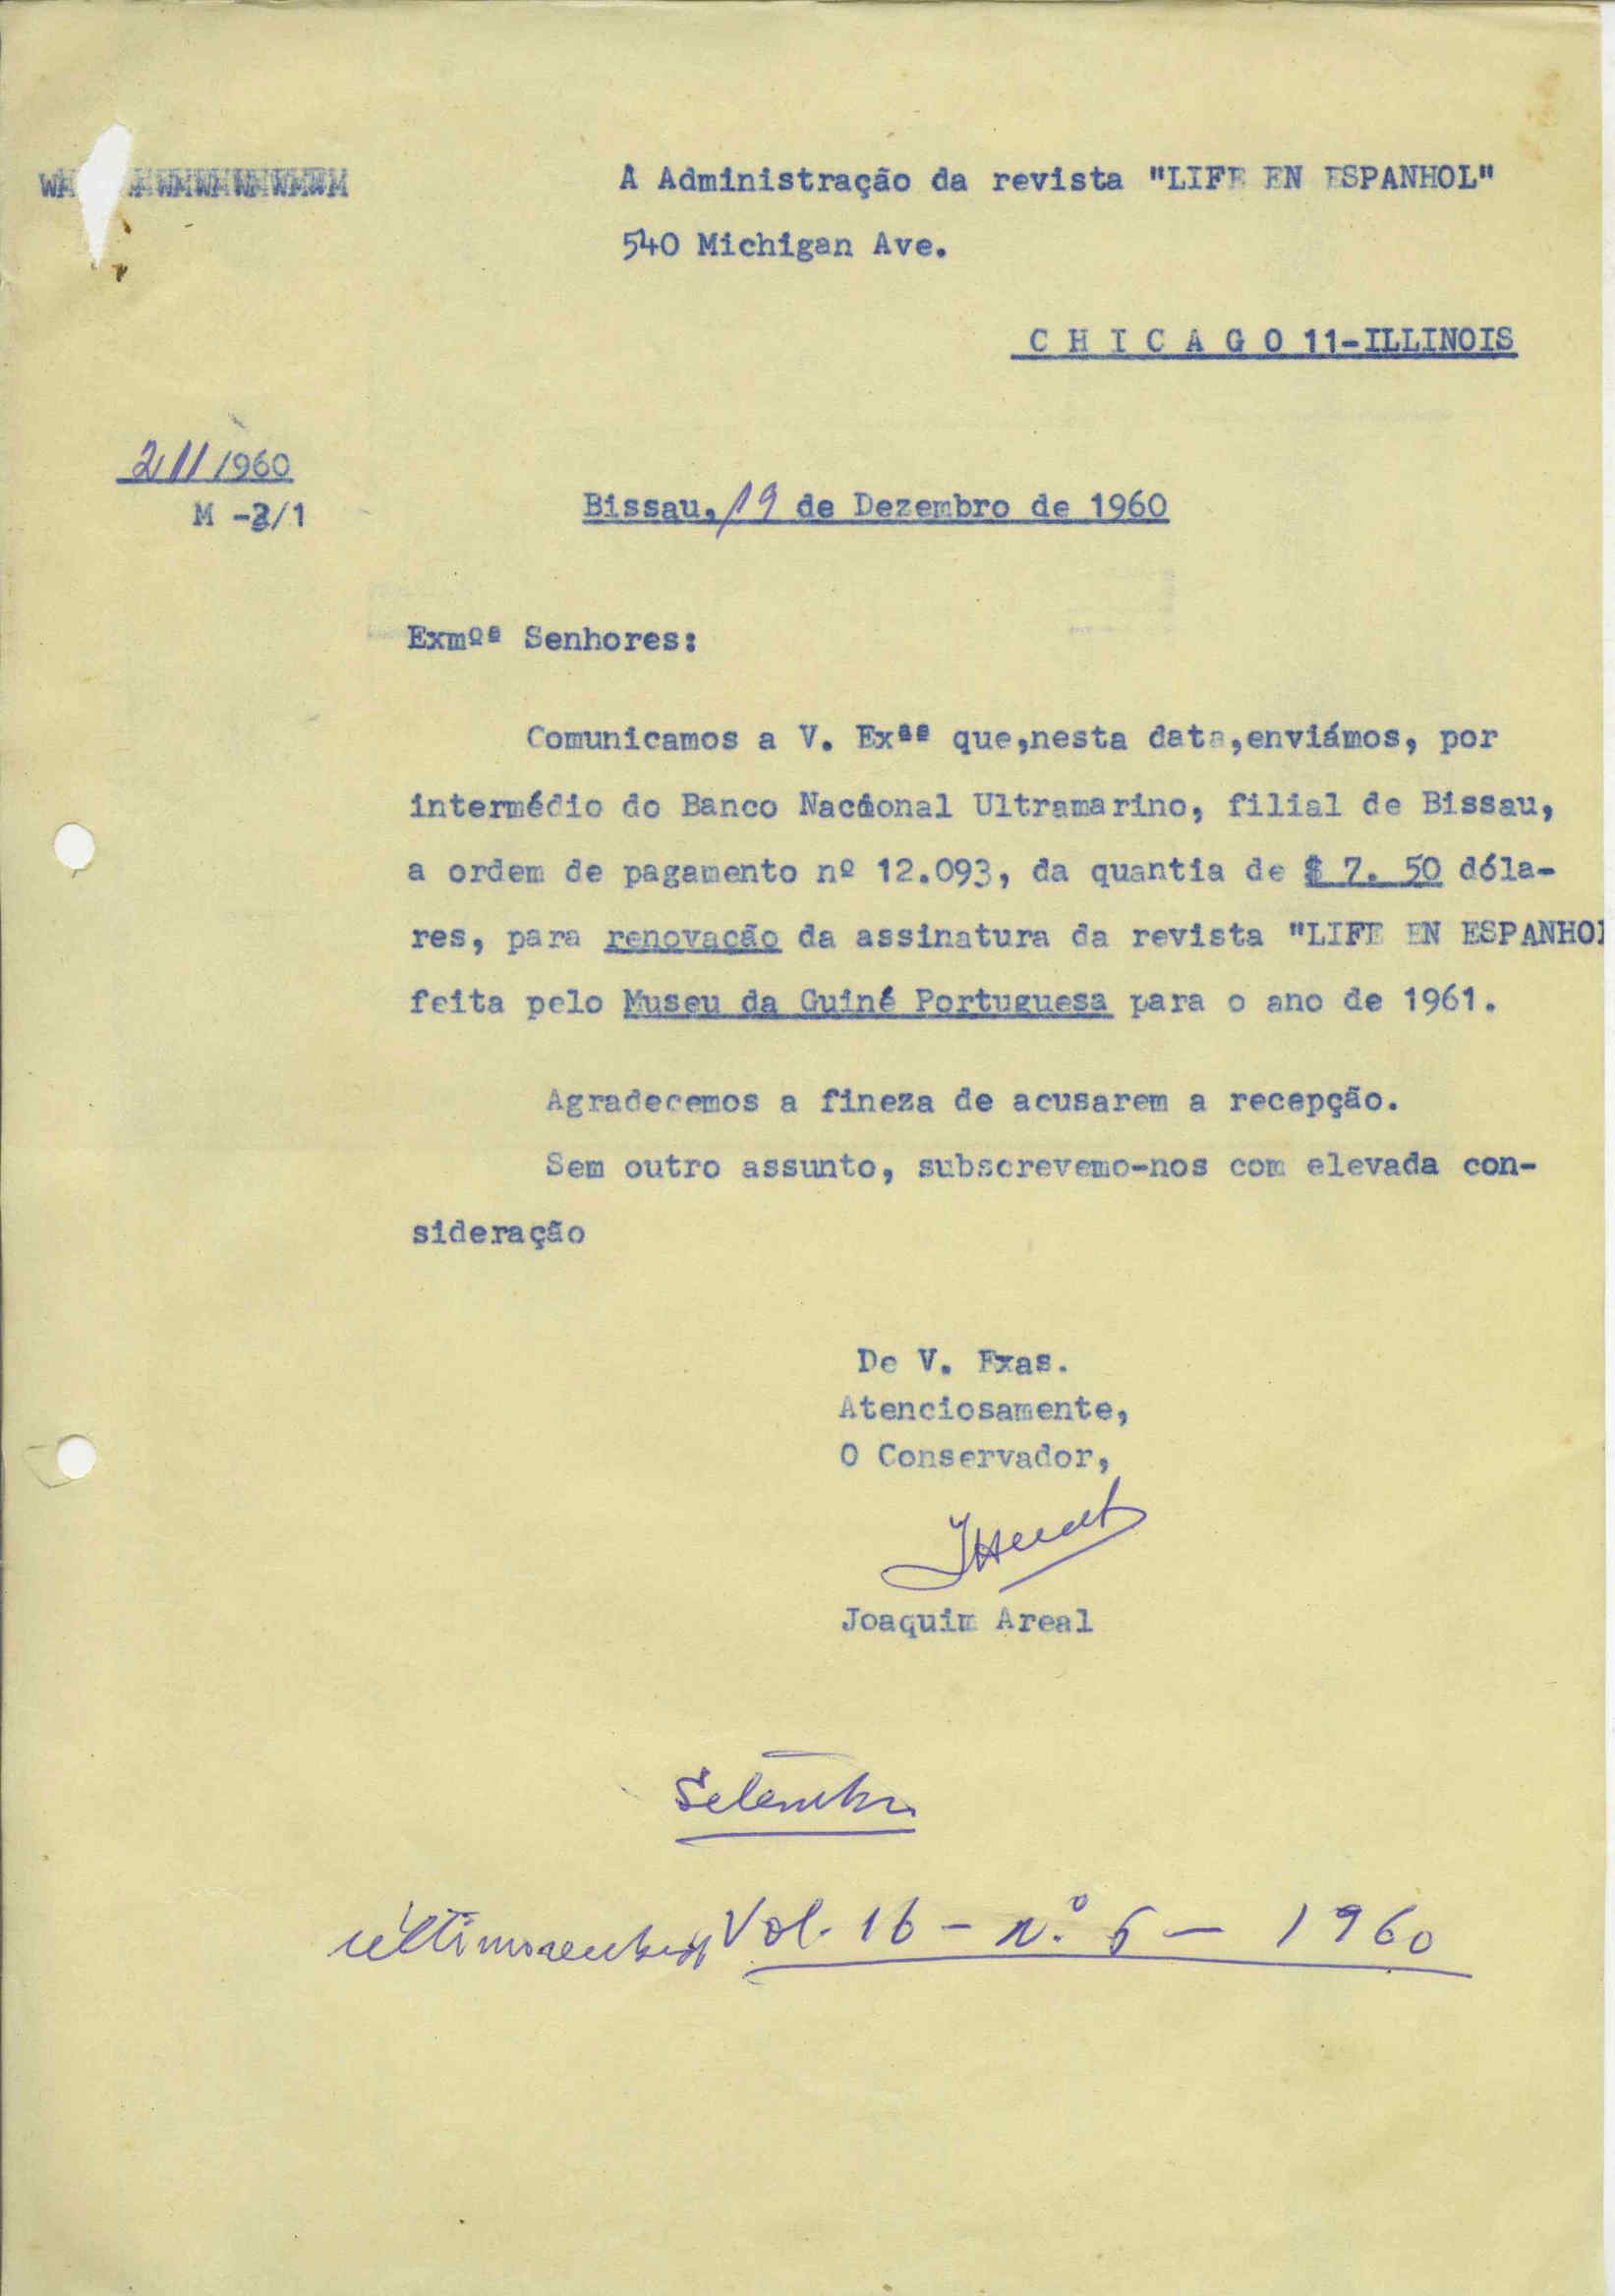 A Administração da revista "LIFE EN ESPANHOL"
540 Michigan Ave.
C H I C A G O 11-ILLINOIS
211/1960
M -3/1
Bissau, 19 de Dezembro de 1960
Exmºª Senhores:
Comunicamos a V. Exªª que,nesta data,enviámos, por
intermédio do Banco Nacional Ultramarino, filial de Bissau,
a ordem de pagamento nº 12.093, da quantia de $ 7. 50 dóla-
res, para renovação da assinatura da revista "LIFE EN ESPANHOL
feita pelo Museu da Guiné Portuguesa para o ano de 1961.
Agradecemos a fineza de acusarem a recepção.
Sem outro assunto, subscrevemo-nos com elevada con-
sideração
De V. Exas.
Atenciosamente,
O Conservador,
Joaquim Areal
Setembro
Vol. 16 - Nº 6 - 1960